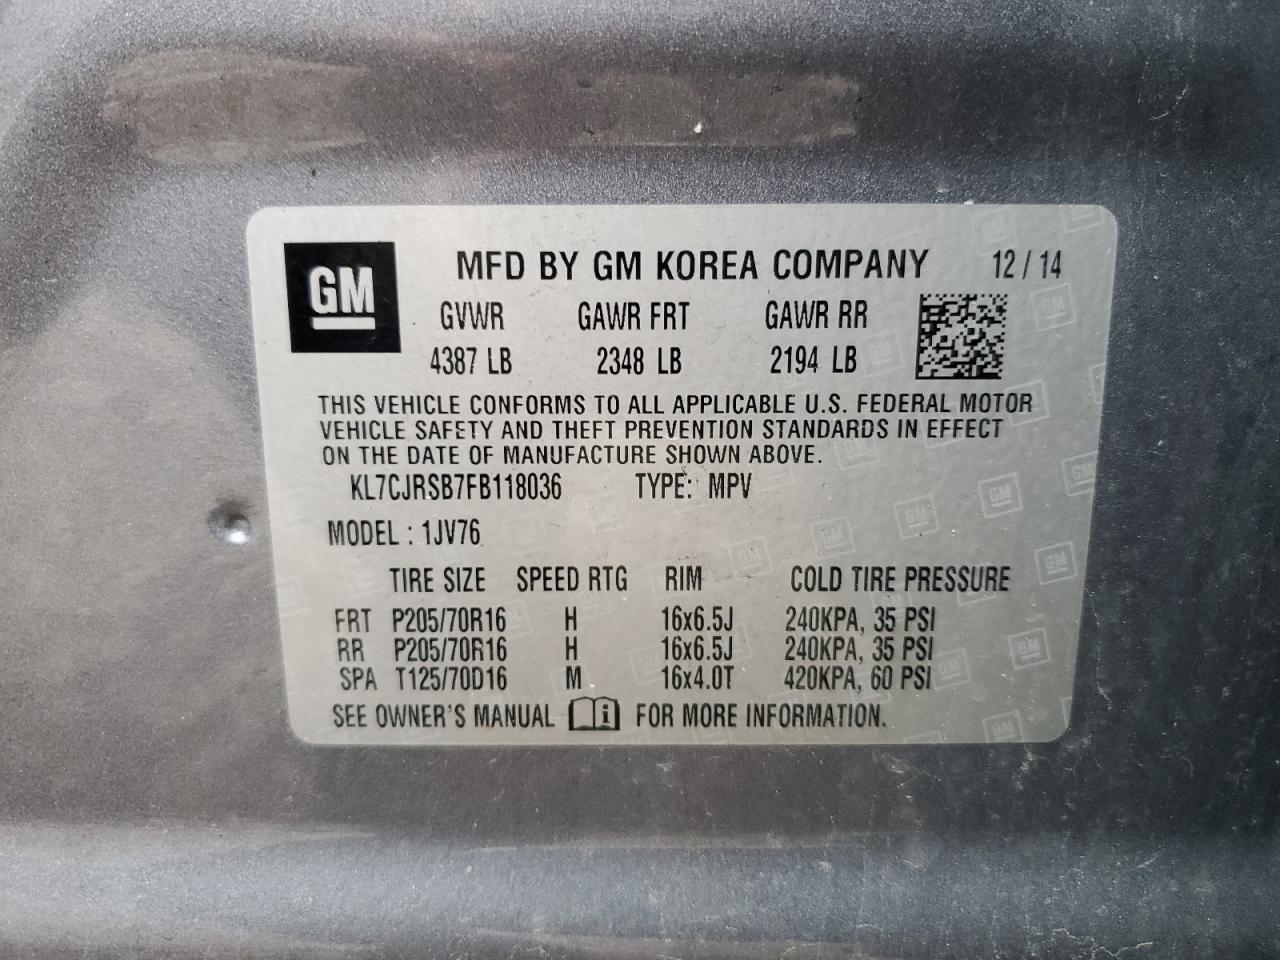 GM
MFD BY GM KOREA COMPANY 12 / 14
GVWR GAWR FRT GAWR RR
4387 LB 2348 LB 2194 LB
THIS VEHICLE CONFORMS TO ALL APPLICABLE U.S. FEDERAL MOTOR
VEHICLE SAFETY AND THEFT PREVENTION STANDARDS IN EFFECT
ON THE DATE OF MANUFACTURE SHOWN ABOVE.
KL7CJRSB7FB118036 TYPE: MPV
MODEL : 1JV76
TIRE SIZE SPEED RTG RIM COLD TIRE PRESSURE
FRT P205/70R16 H 16x6.5J 240KPA, 35 PSI
RR P205/70R16 H 16x6.5J 240KPA, 35 PSI
SPA T125/70D16 M 16x4.0T 420KPA, 60 PSI
SEE OWNER'S MANUAL i FOR MORE INFORMATION.